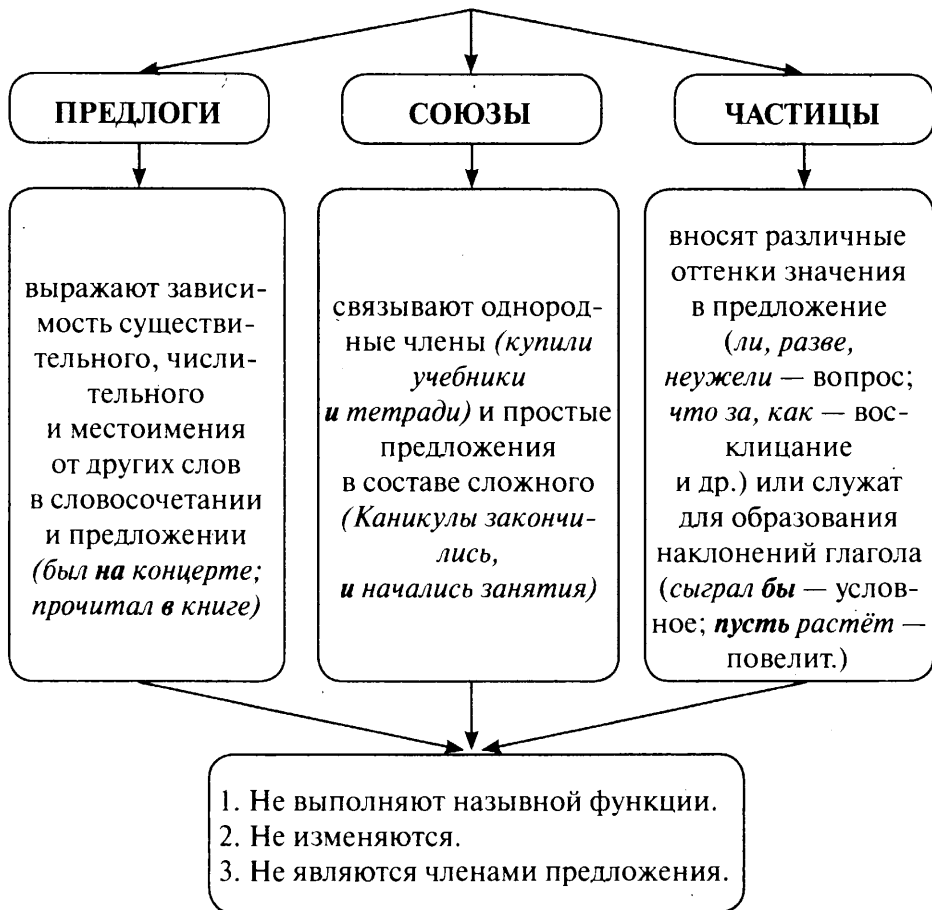 ПРЕДЛОГИ
СОЮЗЫ
ЧАСТИЦЫ
выражают зависи-
мость существи-
тельного, числи-
тельного
и местоимения
от других слов
в словосочетании
и предложении
(был на концерте;
прочитал в книге)
связывают однород-
ные члены (купили
учебники
и тетради) и простые
предложения
в составе сложного
(Каникулы закончи-
лись,
и начались занятия)
вносят различные
оттенки значения
в предложение
(ли, разве,
неужели — вопрос;
что за, как — вос-
клицание
и др.) или служат
для образования
наклонений глагола
(сыграл бы — услов-
ное; пусть растёт —
повелит.)
1. Не выполняют назывной функции.
2. Не изменяются.
3. Не являются членами предложения.